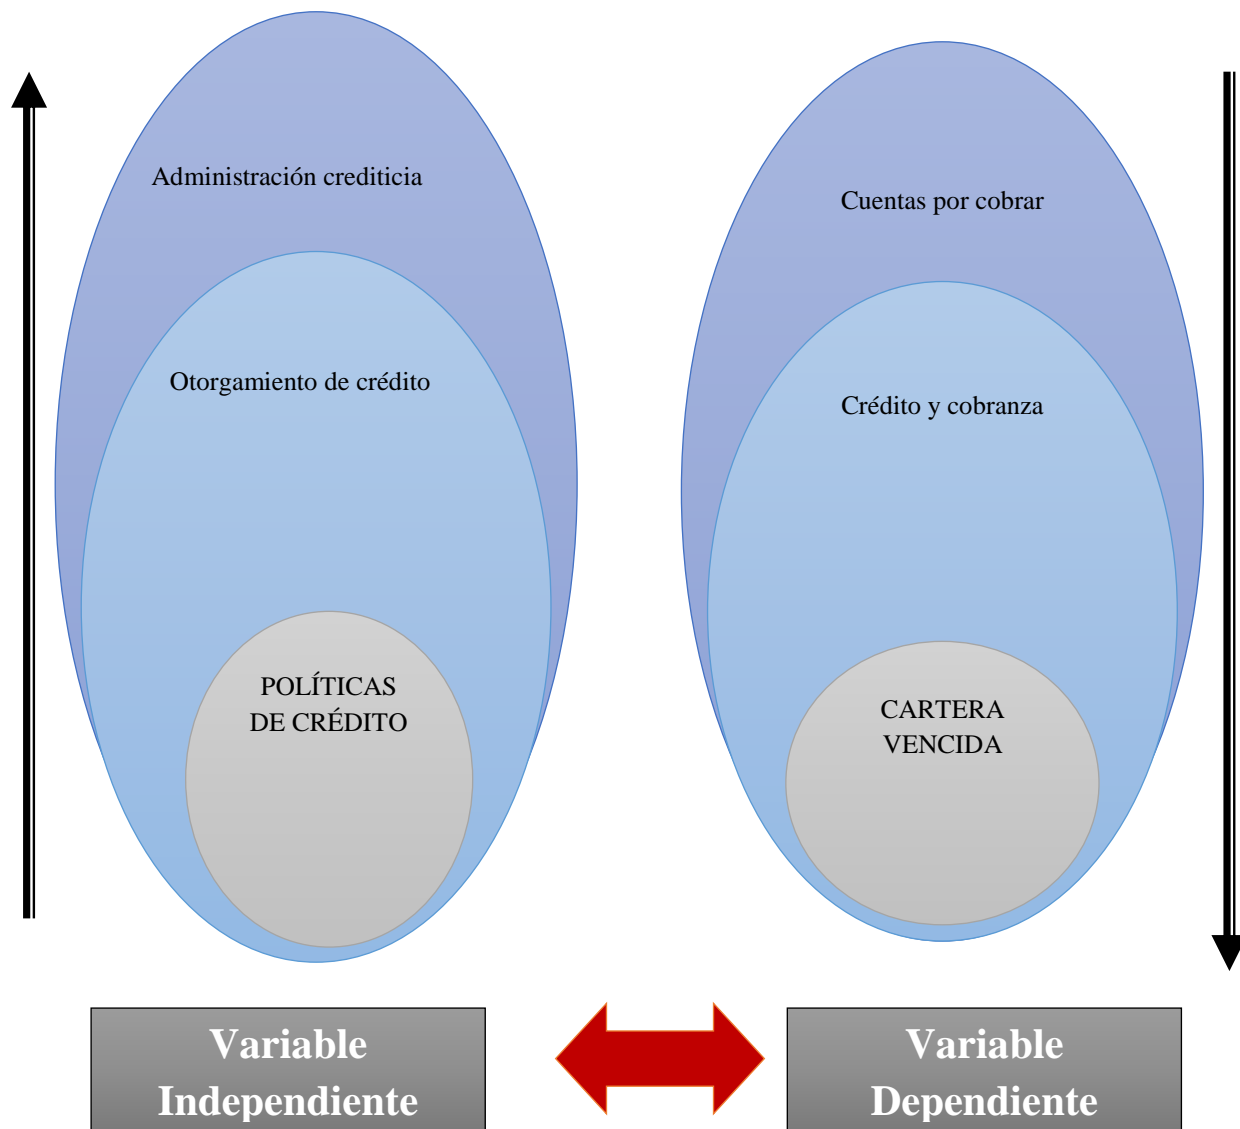 Administración crediticia
Otorgamiento de crédito
POLÍTICAS
DE CRÉDITO
Cuentas por cobrar
Crédito y cobranza
CARTERA
VENCIDA
Variable
Independiente
Variable
Dependiente